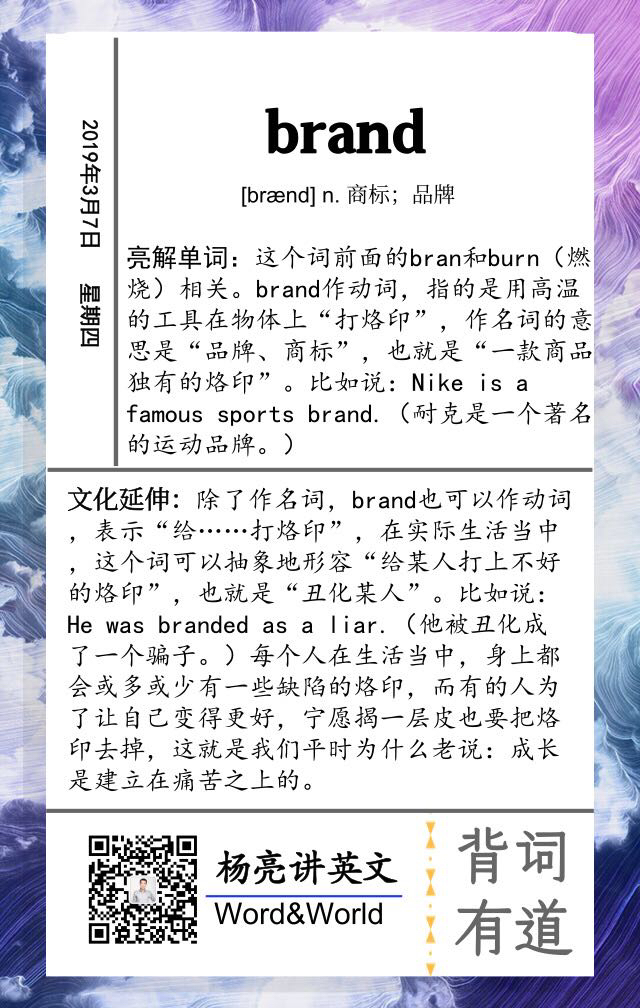 brand
[brænd] n. 商标；品牌
2019年3月7日 星期四
亮解单词：这个词前面的bran和burn（燃
烧）相关。brand作动词，指的是用高温
的工具在物体上“打烙印”，作名词的意
思是“品牌、商标”，也就是“一款商品
独有的烙印”。比如说：Nike is a
famous sports brand.（耐克是一个著名
的运动品牌。）
文化延伸：除了作名词，brand也可以作动词
，表示“给……打烙印”，在实际生活当中
，这个词可以抽象地形容“给某人打上不好
的烙印”，也就是“丑化某人”。比如说：
He was branded as a liar.（他被丑化成
了一个骗子。）每个人在生活当中，身上都
会或多或少有一些缺陷的烙印，而有的人为
了让自己变得更好，宁愿揭一层皮也要把烙
印去掉，这就是我们平时为什么老说：成长
是建立在痛苦之上的。
杨亮讲英文
Word&World
背词
有道